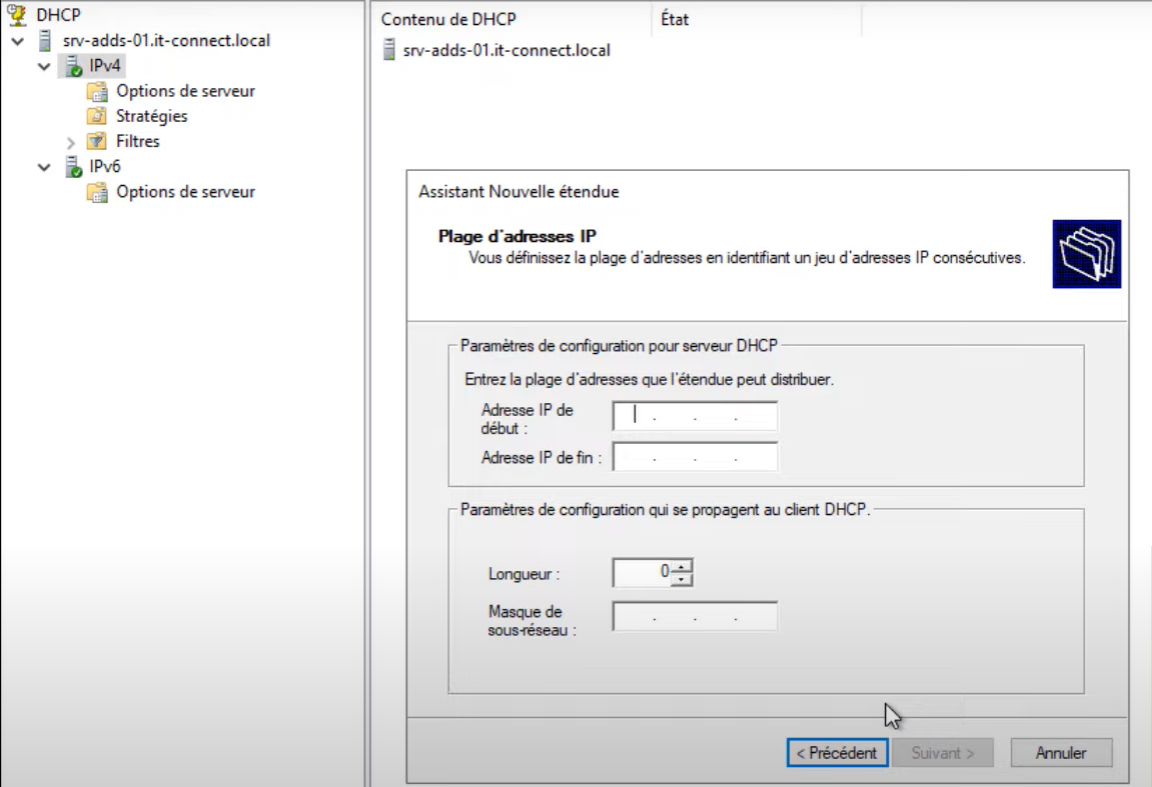 DHCP
srv-adds-01.it-connect.local
IPv4
Options de serveur
Stratégies
Filtres
IPv6
Options de serveur
Contenu de DHCP
État
srv-adds-01.it-connect.local
Assistant Nouvelle étendue
Plage d'adresses IP
Vous définissez la plage d'adresses en identifiant un jeu d'adresses IP consécutives.
Paramètres de configuration pour serveur DHCP
Entrez la plage d'adresses que l'étendue peut distribuer.
Adresse IP de
début :
. . .
Adresse IP de fin :
. . .
Paramètres de configuration qui se propagent au client DHCP.
Longueur :
0
Masque de
sous-réseau :
. . .
< Précédent
Suivant >
Annuler